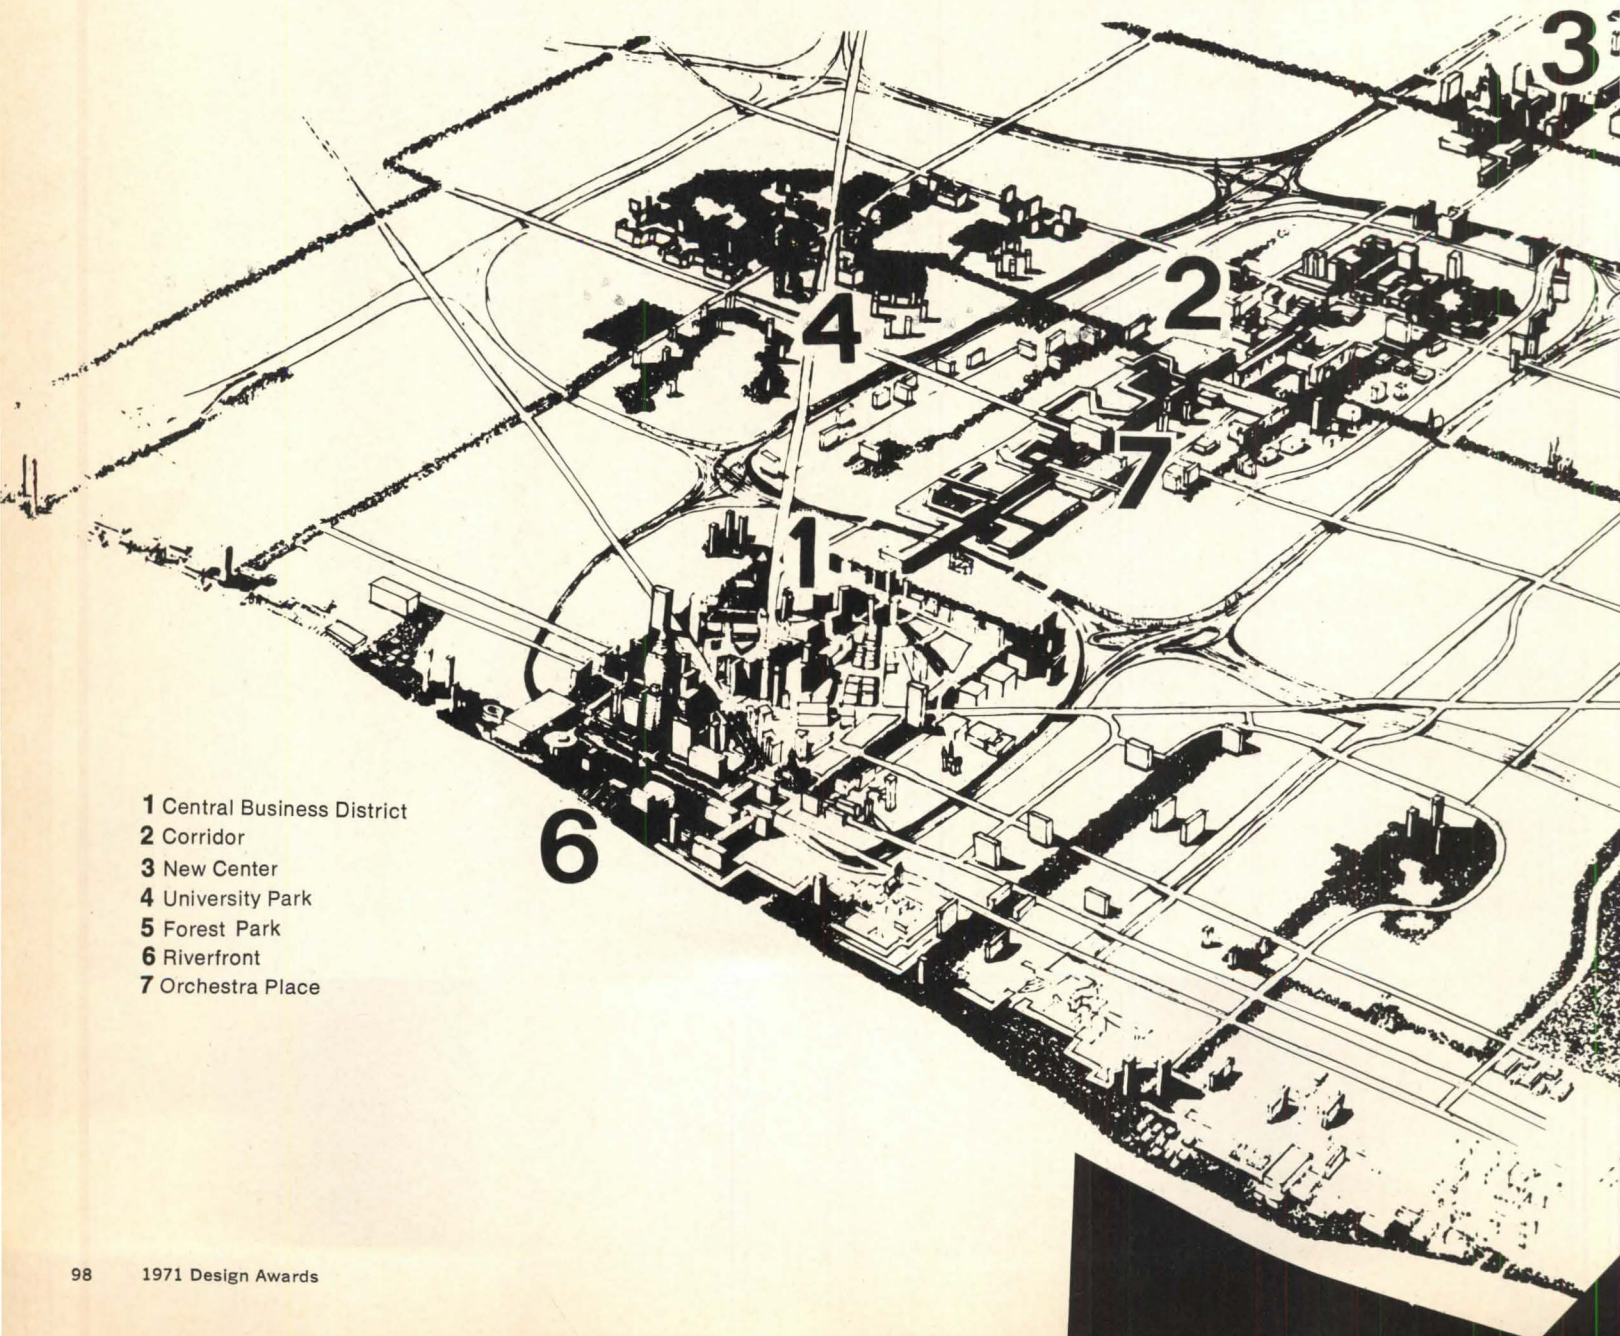 3
2
4
7
1
6
1 Central Business District
2 Corridor
3 New Center
4 University Park
5 Forest Park
6 Riverfront
7 Orchestra Place
98 1971 Design Awards